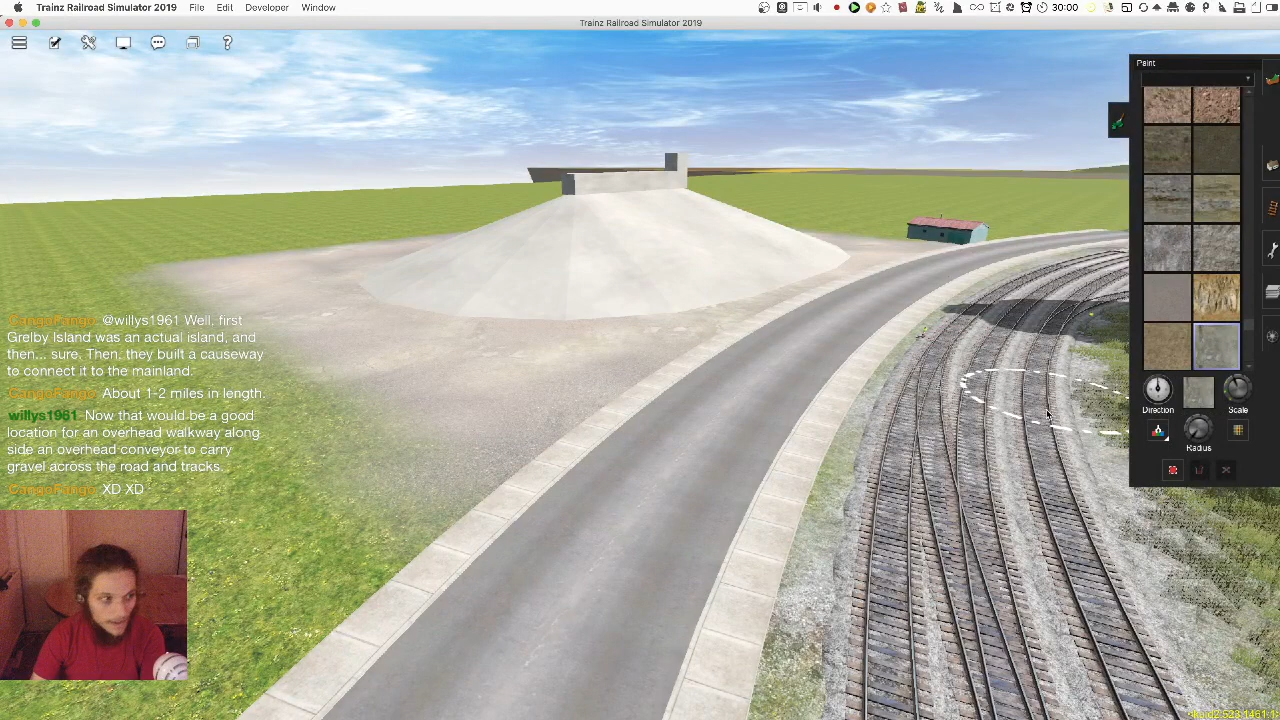 Trainz Railroad Simulator 2019 File Edit Developer Window
30:00
Trainz Railroad Simulator 2019
Paint
CangoFango @willys1961 Well, first
Grelby Island was an actual island, and
then... sure. Then, they built a causeway
to connect it to the mainland.
CangoFango About 1-2 miles in length.
willys1961 Now that would be a good
location for an overhead walkway along
side an overhead conveyor to carry
gravel across the road and tracks.
CangoFango XD XD
Direction
Scale
Radius